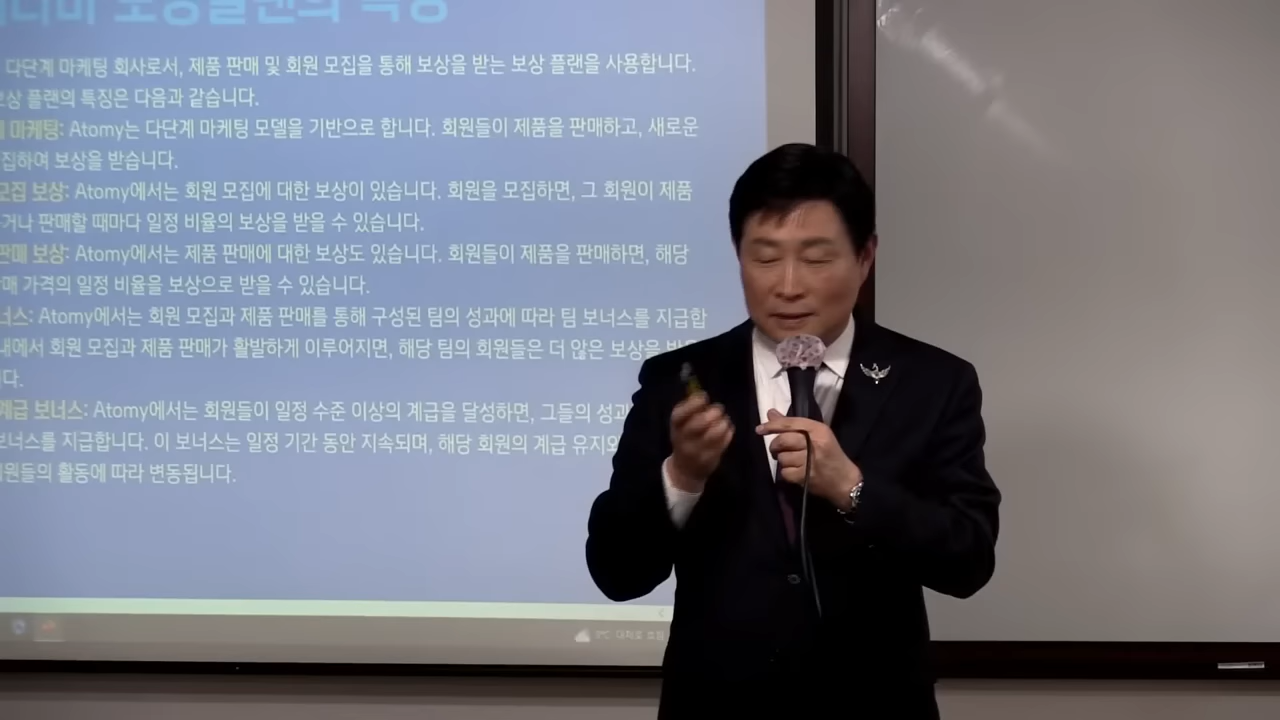 보상플랜의 특징
다단계 마케팅 회사로서, 제품 판매 및 회원 모집을 통해 보상을 받는 보상 플랜을 사용합니다.
보상 플랜의 특징은 다음과 같습니다.
마케팅: Atomy는 다단계 마케팅 모델을 기반으로 합니다. 회원들이 제품을 판매하고, 새로운
집하여 보상을 받습니다.
모집 보상: Atomy에서는 회원 모집에 대한 보상이 있습니다. 회원을 모집하면, 그 회원이 제품
거나 판매할 때마다 일정 비율의 보상을 받을 수 있습니다.
판매 보상: Atomy에서는 제품 판매에 대한 보상도 있습니다. 회원들이 제품을 판매하면, 해당
매 가격의 일정 비율을 보상으로 받을 수 있습니다.
너스: Atomy에서는 회원 모집과 제품 판매를 통해 구성된 팀의 성과에 따라 팀 보너스를 지급합
내에서 회원 모집과 제품 판매가 활발하게 이루어지면, 해당 팀의 회원들은 더 많은 보상을
다.
계급 보너스: Atomy에서는 회원들이 일정 수준 이상의 계급을 달성하면, 그들의 성과
보너스를 지급합니다. 이 보너스는 일정 기간 동안 지속되며, 해당 회원의 계급 유지
원들의 활동에 따라 변동됩니다.
대체로 흐림